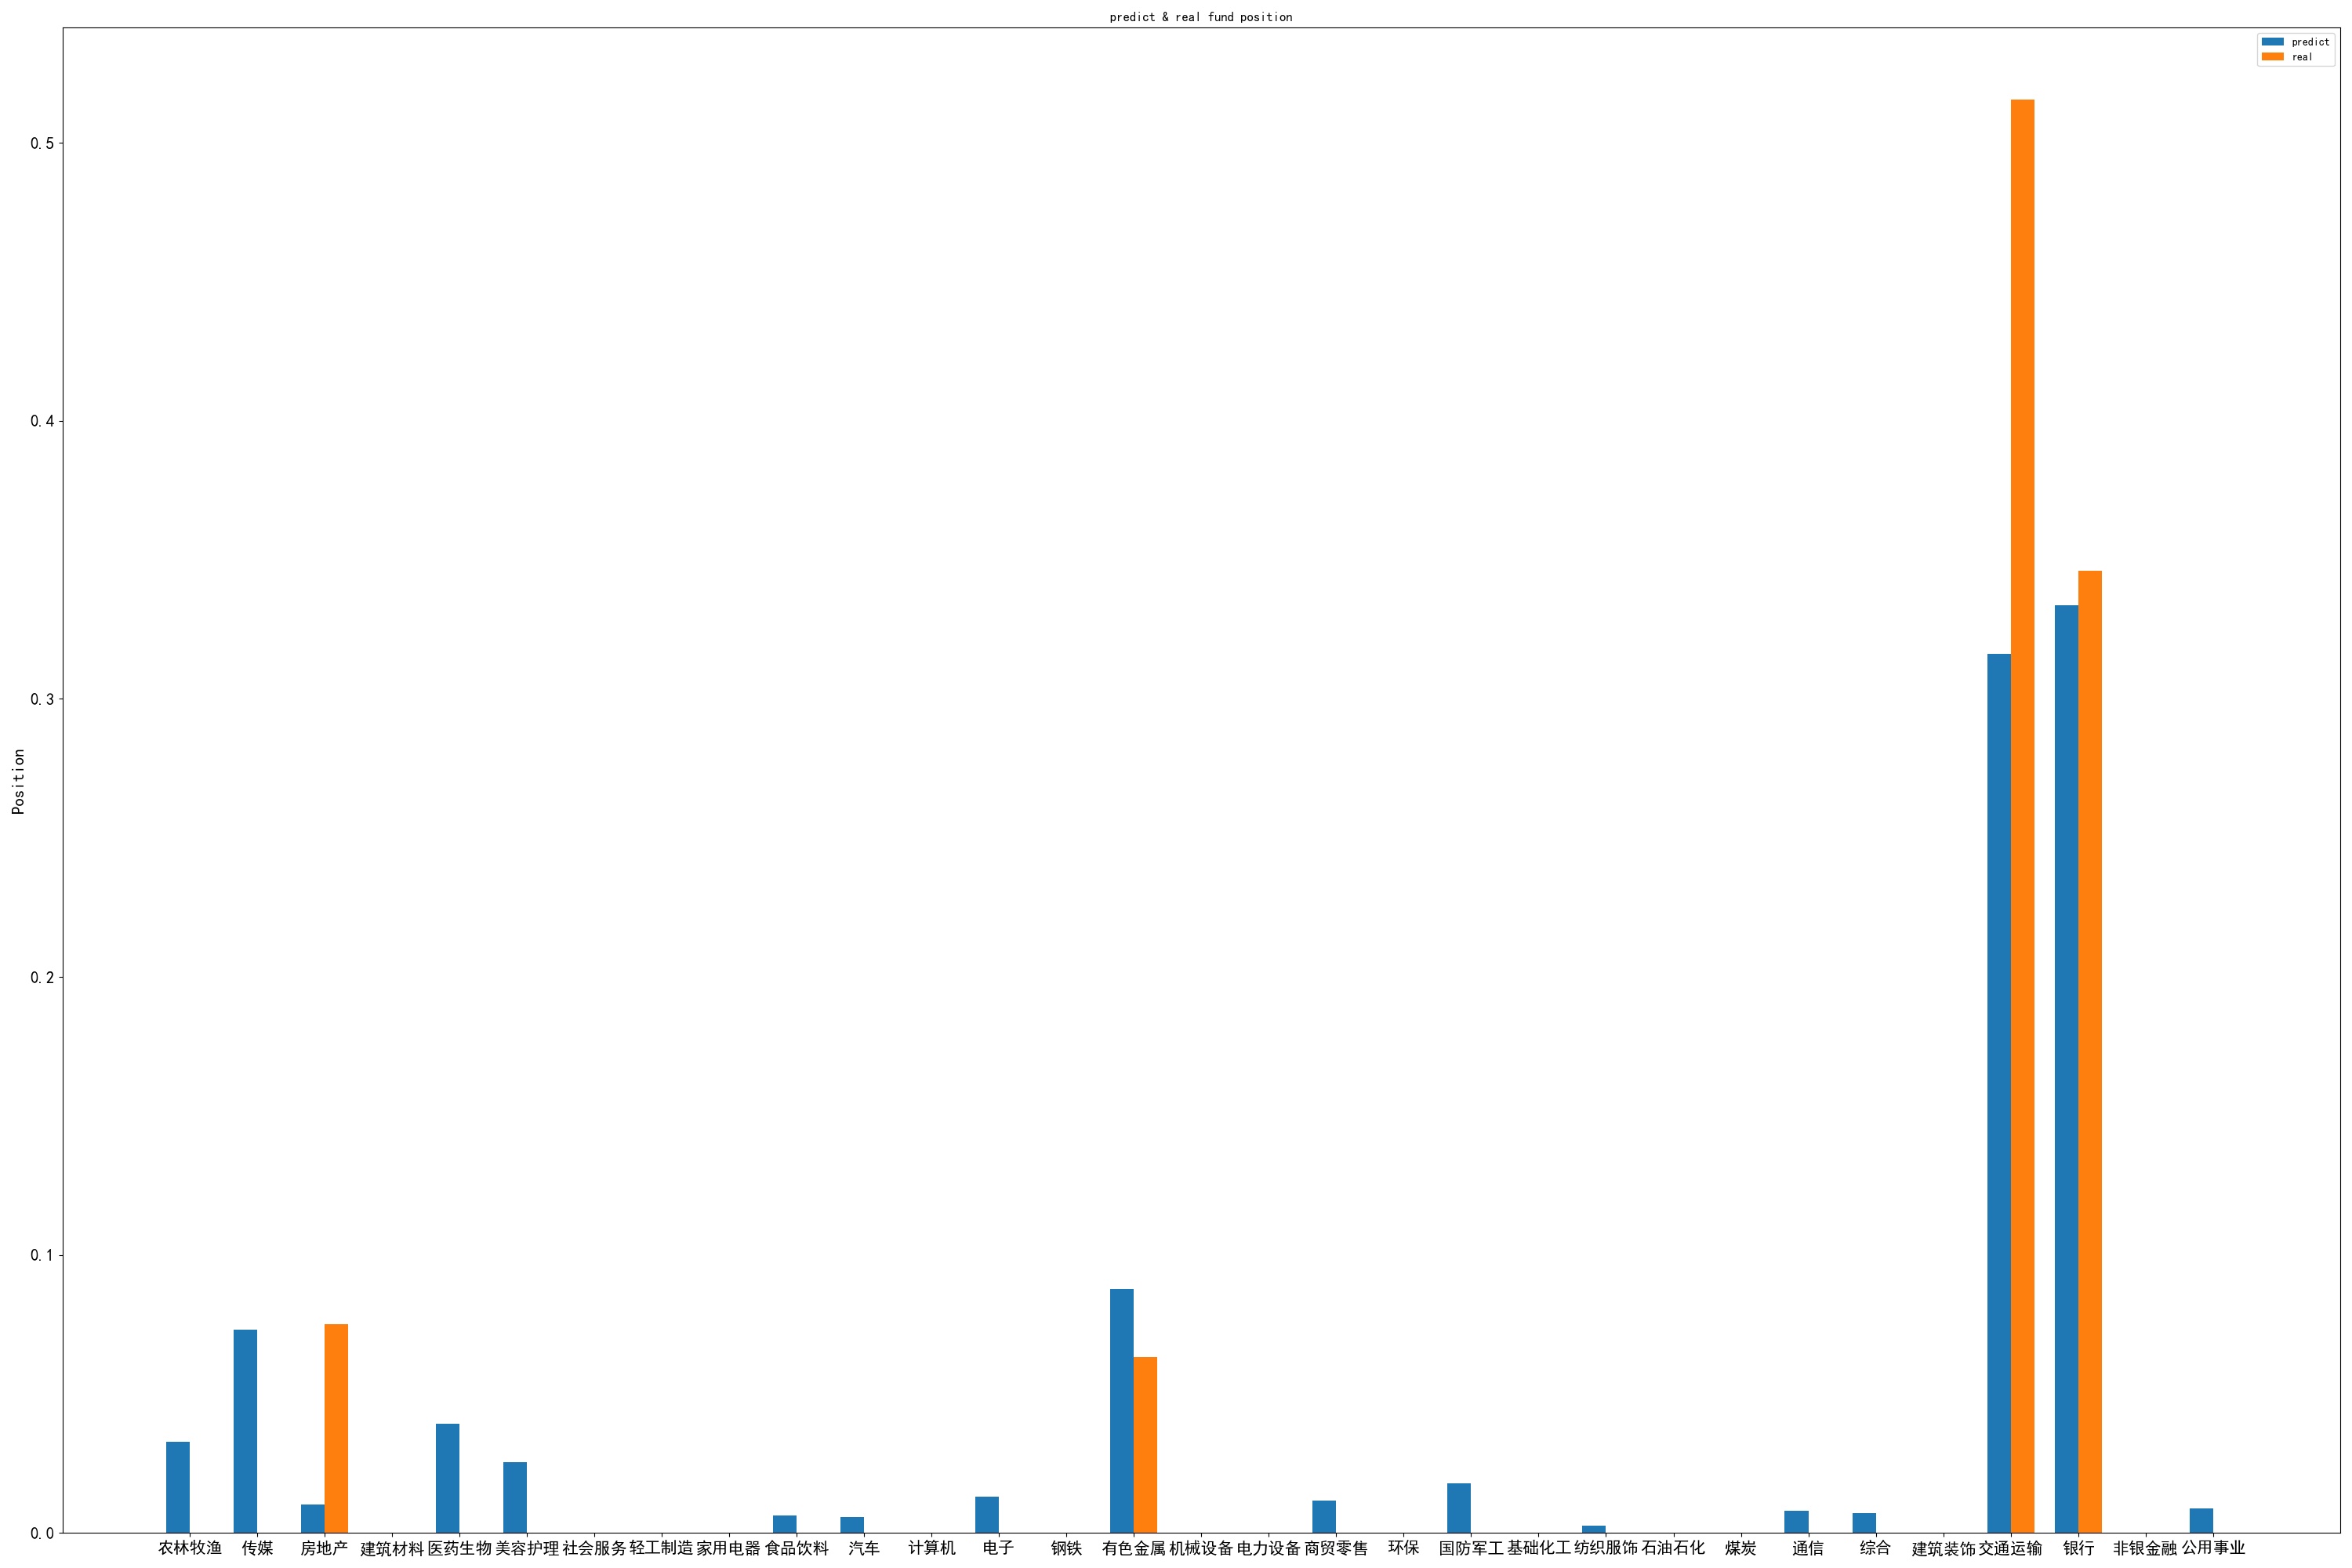 predict & real fund position
predict
real
0.5
0.4
0.3
0.2
0.1
0.0
Position
农林牧渔 传媒 房地产 建筑材料 医药生物 美容护理 社会服务 轻工制造 家用电器 食品饮料 汽车 计算机 电子 钢铁 有色金属 机械设备 电力设备 商贸零售 环保 国防军工 基础化工 纺织服饰 石油石化 煤炭 通信 综合 建筑装饰 交通运输 银行 非银金融 公用事业